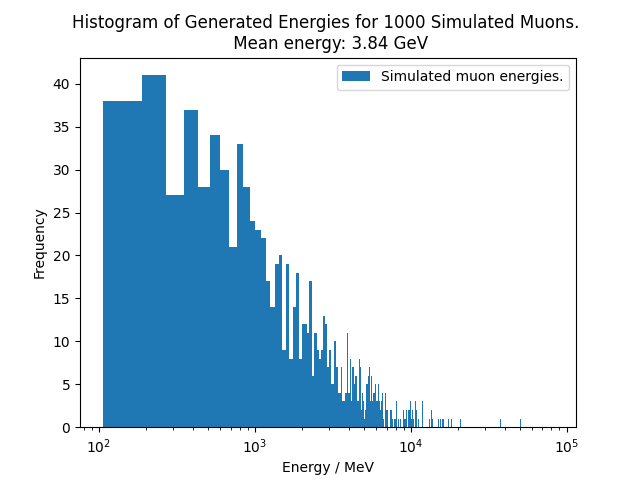 Histogram of Generated Energies for 1000 Simulated Muons.
Mean energy: 3.84 GeV
Simulated muon energies.
Frequency
40
35
30
25
20
15
10
5
0
10²
10³
10⁴
10⁵
Energy / MeV